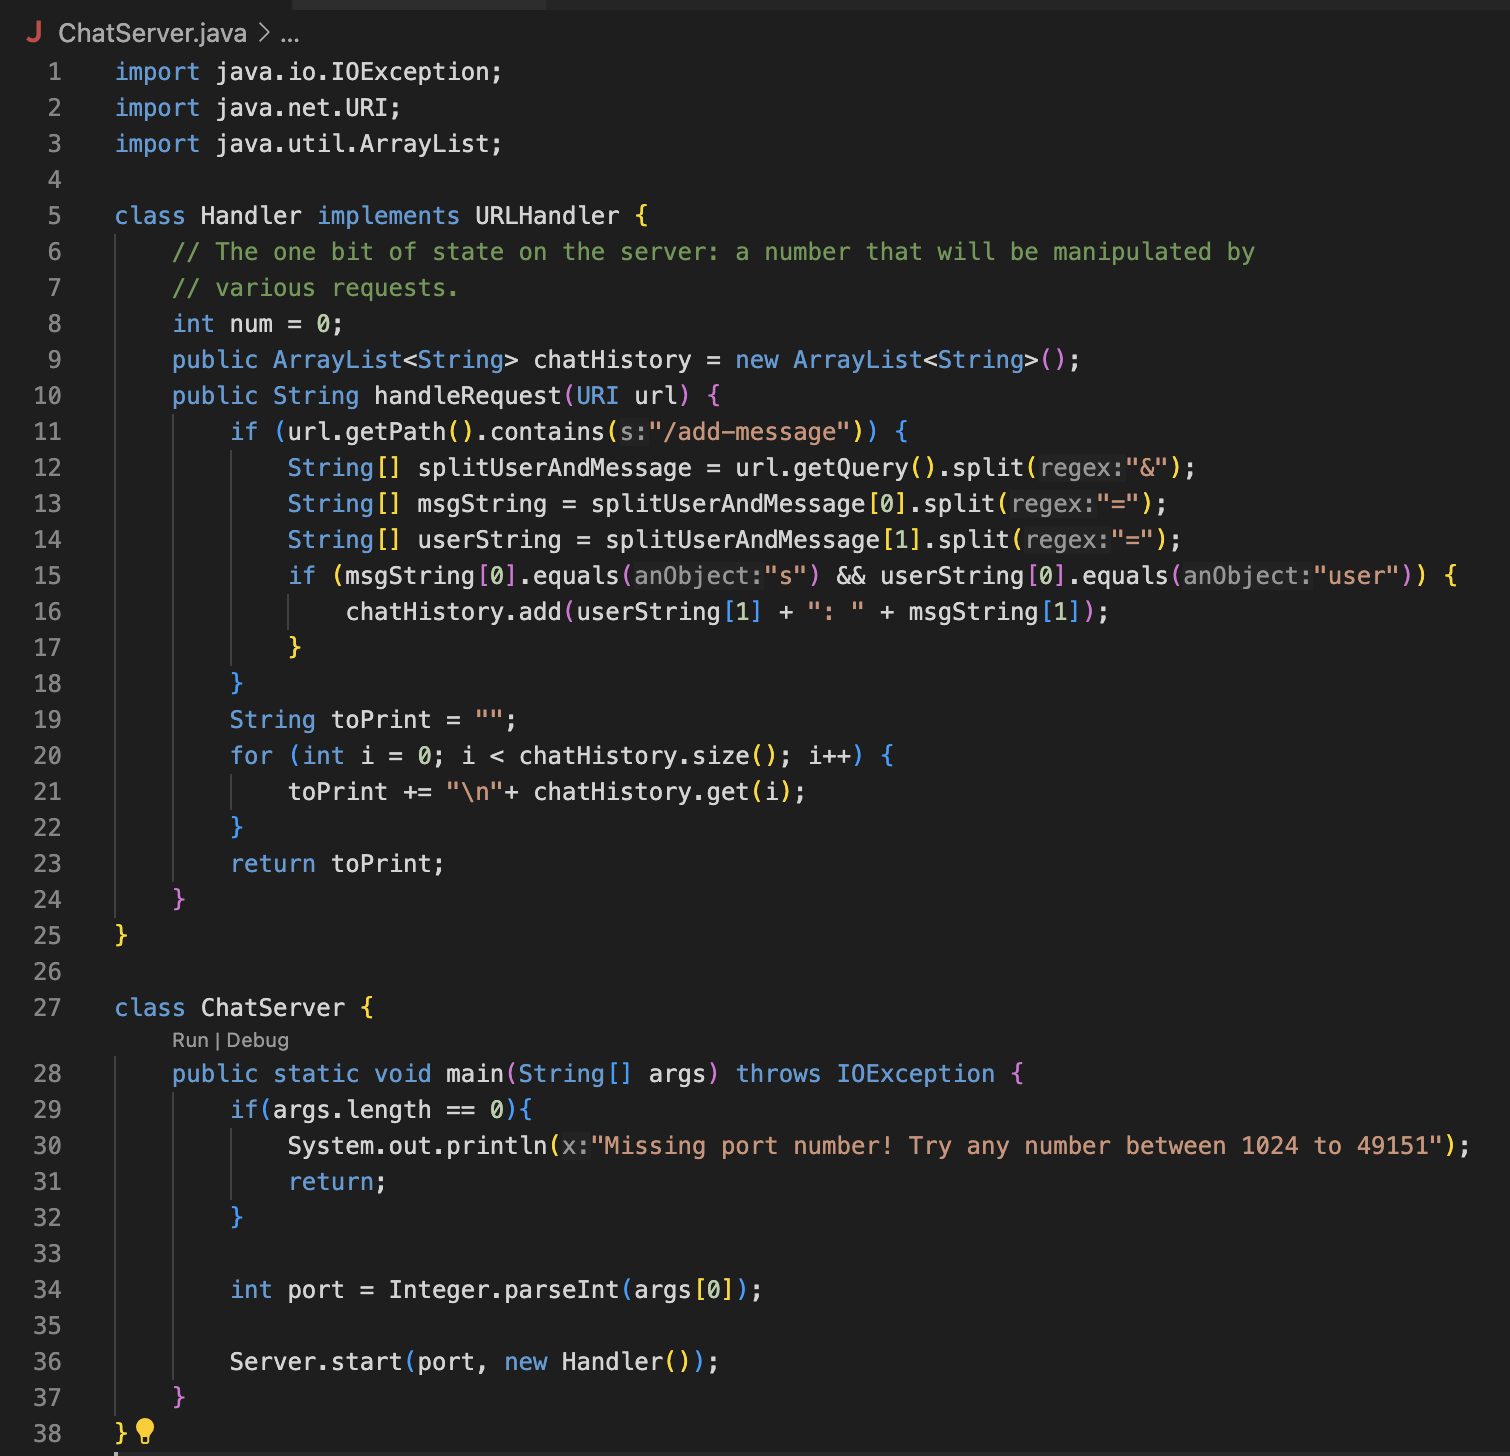 J ChatServer.java > ...
1 import java.io.IOException;
2 import java.net.URI;
3 import java.util.ArrayList;
4
5 class Handler implements URLHandler {
6     // The one bit of state on the server: a number that will be manipulated by
7     // various requests.
8     int num = 0;
9     public ArrayList<String> chatHistory = new ArrayList<String>();
10     public String handleRequest(URI url) {
11         if (url.getPath().contains(s:"/add-message")) {
12             String[] splitUserAndMessage = url.getQuery().split(regex:"&");
13             String[] msgString = splitUserAndMessage[0].split(regex:"=");
14             String[] userString = splitUserAndMessage[1].split(regex:"=");
15             if (msgString[0].equals(anObject:"s") && userString[0].equals(anObject:"user")) {
16                 chatHistory.add(userString[1] + ": " + msgString[1]);
17             }
18         }
19         String toPrint = "";
20         for (int i = 0; i < chatHistory.size(); i++) {
21             toPrint += "\n"+ chatHistory.get(i);
22         }
23         return toPrint;
24     }
25 }
26
27 class ChatServer {
Run | Debug
28     public static void main(String[] args) throws IOException {
29         if(args.length == 0){
30             System.out.println(x:"Missing port number! Try any number between 1024 to 49151");
31             return;
32         }
33
34         int port = Integer.parseInt(args[0]);
35
36         Server.start(port, new Handler());
37     }
38 }